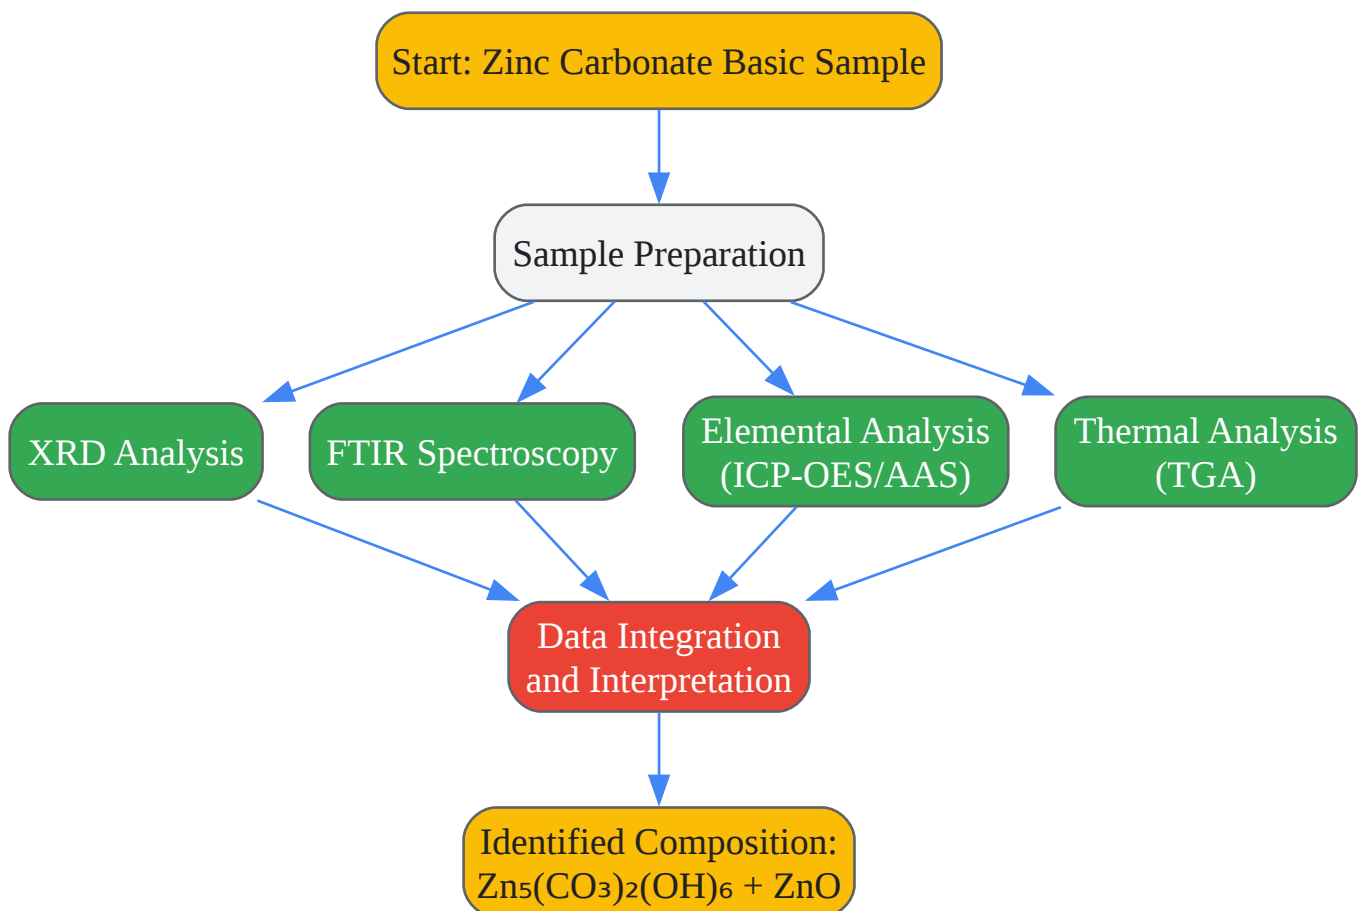 Start: Zinc Carbonate Basic Sample
Sample Preparation
XRD Analysis
FTIR Spectroscopy
Elemental Analysis
(ICP-OES/AAS)
Thermal Analysis
(TGA)
Data Integration
and Interpretation
Identified Composition:
Zn₅(CO₃)₂(OH)₆ + ZnO